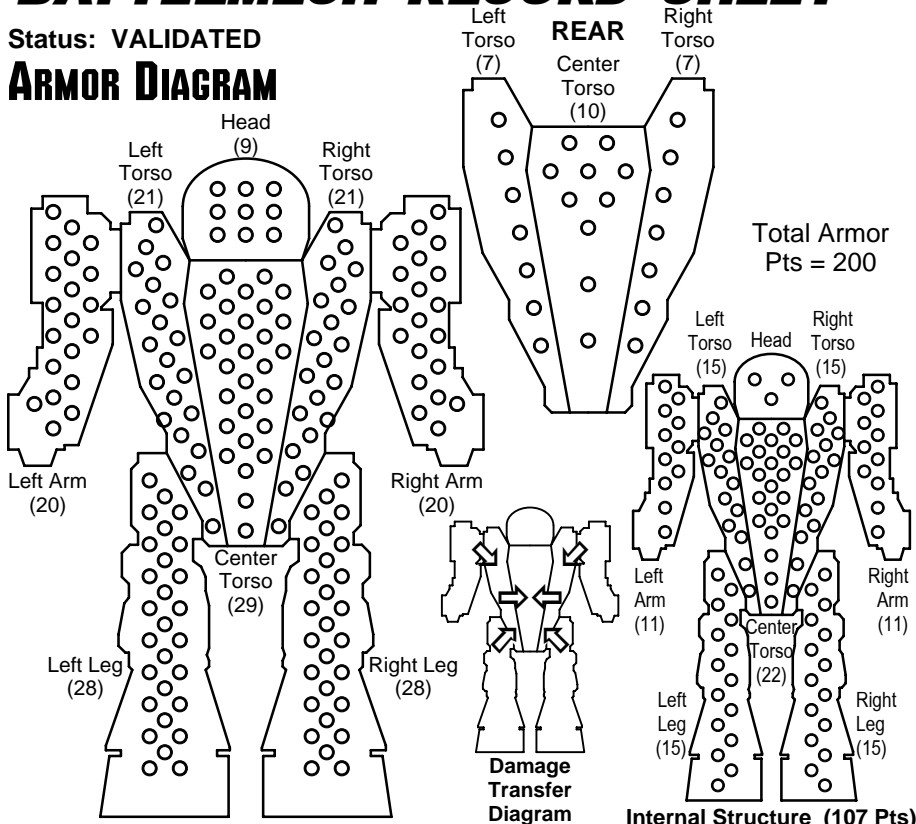 BATTLEMECH RECORD SHEET
Status: VALIDATED
ARMOR DIAGRAM
Head
(9)
Left
Torso
(21)
Right
Torso
(21)
Left Arm
(20)
Right Arm
(20)
Center
Torso
(29)
Left Leg
(28)
Right Leg
(28)
REAR
Left
Torso
(7)
Center
Torso
(10)
Right
Torso
(7)
Total Armor
Pts = 200
Damage
Transfer
Diagram
Left
Torso
(15)
Head
Right
Torso
(15)
Left
Arm
(11)
Right
Arm
(11)
Center
Torso
(22)
Left
Leg
(15)
Right
Leg
(15)
Internal Structure (107 Pts)